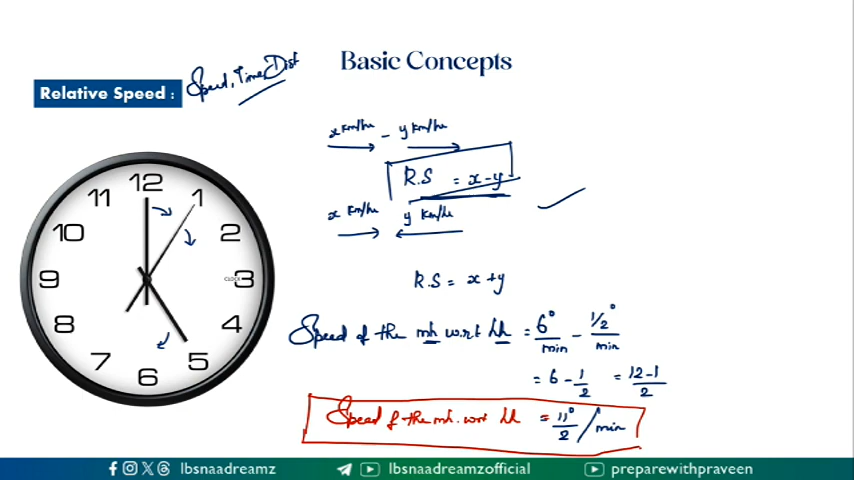 Basic Concepts
Speed, Time, Dist
Relative Speed :
x km/hr - y km/hr
R.S = x-y
x km/hr y km/hr
R.S = x+y
Speed of the mh w.r.t hh = 6°/min - 1/2°/min
= 6 - 1/2 = 12-1/2
Speed of the mh. w.r.t hh = 11°/2 /min
12
1
2
3
4
5
6
7
8
9
10
11
CLOCK
lbsnaadreamz
lbsnaadreamzofficial
preparewithpraveen